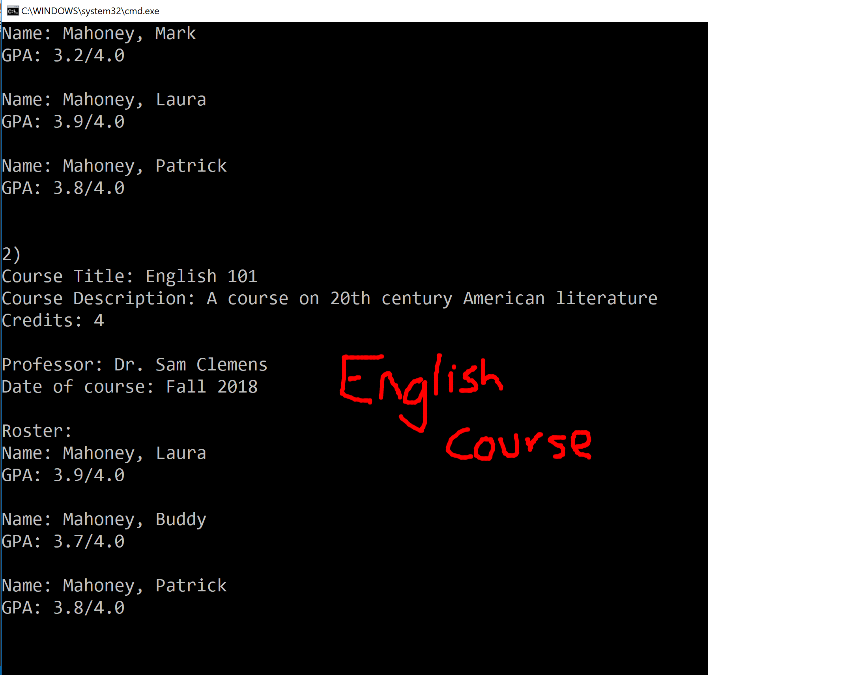 C:\WINDOWS\system32\cmd.exe
Name: Mahoney, Mark
GPA: 3.2/4.0
Name: Mahoney, Laura
GPA: 3.9/4.0
Name: Mahoney, Patrick
GPA: 3.8/4.0
2)
Course Title: English 101
Course Description: A course on 20th century American literature
Credits: 4
Professor: Dr. Sam Clemens
Date of course: Fall 2018
English
Course
Roster:
Name: Mahoney, Laura
GPA: 3.9/4.0
Name: Mahoney, Buddy
GPA: 3.7/4.0
Name: Mahoney, Patrick
GPA: 3.8/4.0